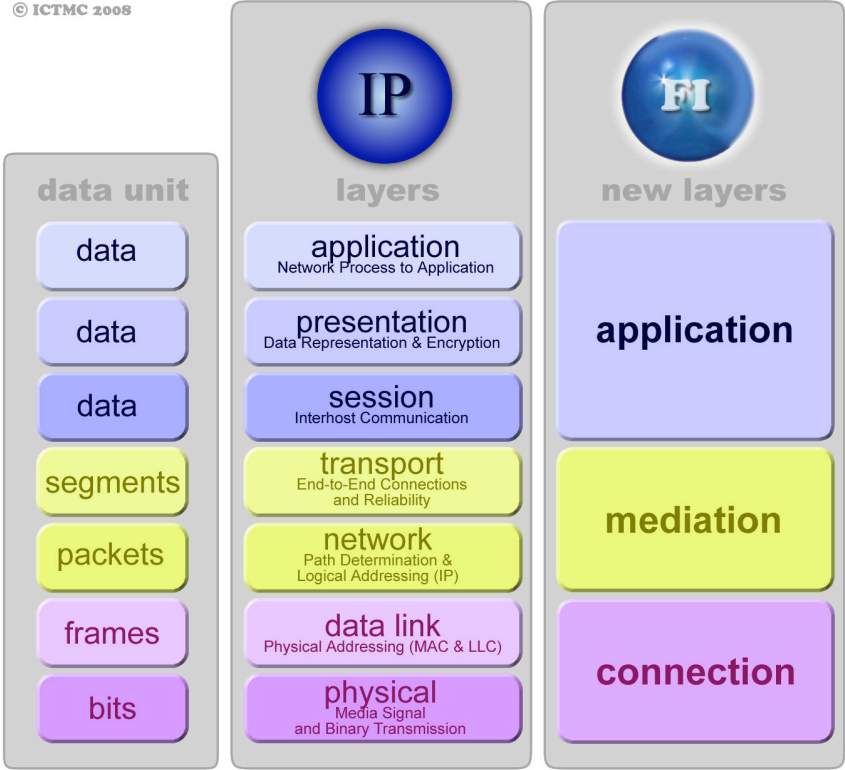 © ICTMC 2008
IP
FI
data unit
layers
new layers
data
application
Network Process to Application
data
presentation
Data Representation & Encryption
application
data
session
Interhost Communication
segments
transport
End-to-End Connections
and Reliability
mediation
packets
network
Path Determination &
Logical Addressing (IP)
frames
data link
Physical Addressing (MAC & LLC)
connection
bits
physical
Media Signal
and Binary Transmission